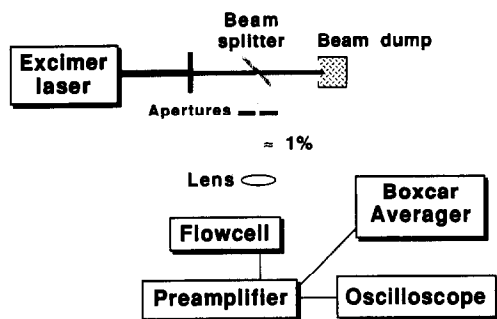 Beam
splitter
Beam dump
Excimer
laser
Apertures
≈ 1%
Lens
Boxcar
Averager
Flowcell
Preamplifier
Oscilloscope